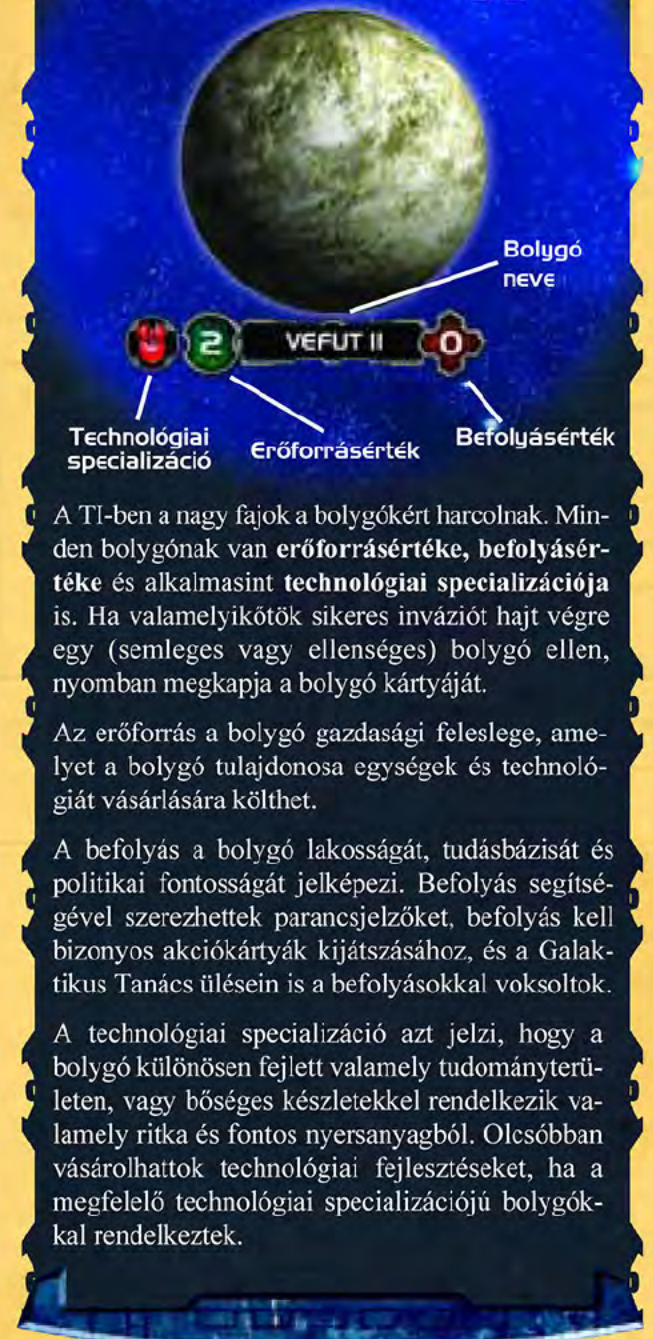 Bolygó
neve
2 VEFUT II 0
Technológiai
specializáció
Erőforrásérték
Befolyásérték
A TI-ben a nagy fajok a bolygókért harcolnak. Min-
den bolygónak van erőforrásértéke, befolyásér-
téke és alkalmasint technológiai specializációja
is. Ha valamelyikőtök sikeres inváziót hajt végre
egy (semleges vagy ellenséges) bolygó ellen,
nyomban megkapja a bolygó kártyáját.
Az erőforrás a bolygó gazdasági feleslege, ame-
lyet a bolygó tulajdonosa egységek és technoló-
giát vásárlására költhet.
A befolyás a bolygó lakosságát, tudásbázisát és
politikai fontosságát jelképezi. Befolyás segítsé-
gével szerezhettek parancsjelzőket, befolyás kell
bizonyos akciókártyák kijátszásához, és a Galak-
tikus Tanács ülésein is a befolyásokkal voksoltok.
A technológiai specializáció azt jelzi, hogy a
bolygó különösen fejlett valamely tudományterü-
leten, vagy bőséges készletekkel rendelkezik va-
lamely ritka és fontos nyersanyagból. Olcsóbban
vásárolhattok technológiai fejlesztéseket, ha a
megfelelő technológiai specializációjú bolygók-
kal rendelkeztek.